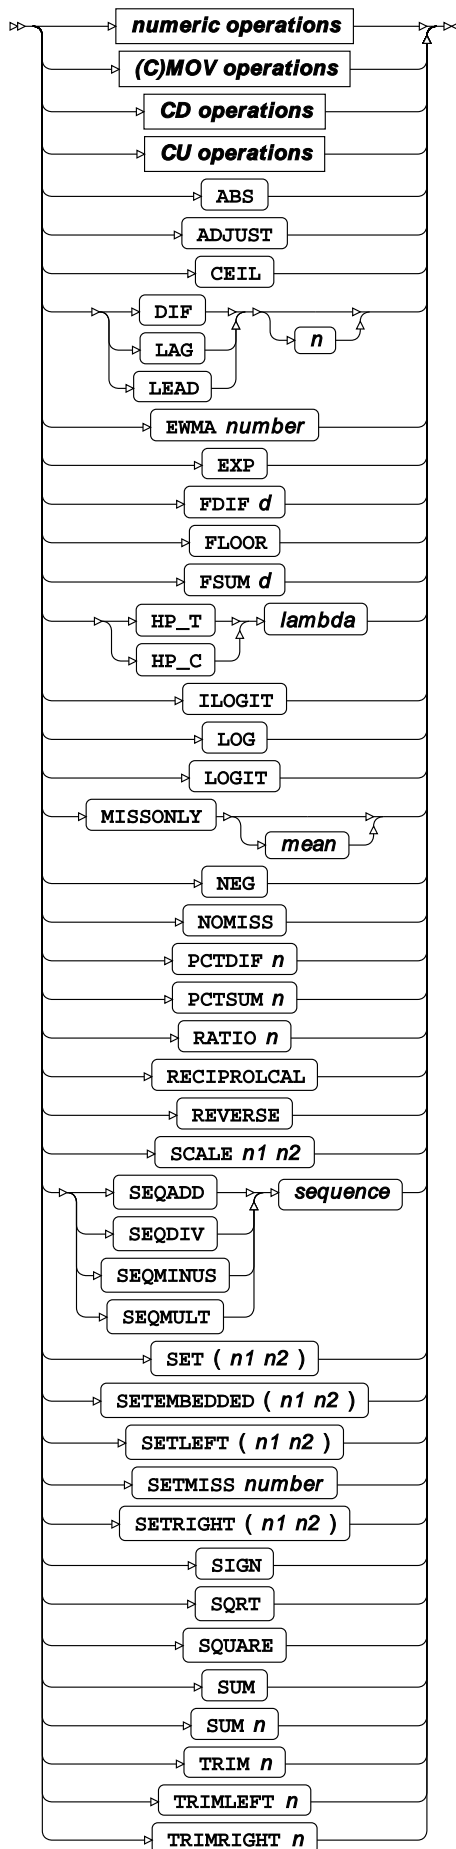 numeric operations
(C)MOV operations
CD operations
CU operations
ABS
ADJUST
CEIL
DIF
n
LAG
LEAD
EWMA number
EXP
FDIF d
FLOOR
FSUM d
HP_T lambda
HP_C
ILOGIT
LOG
LOGIT
MISSONLY
mean
NEG
NOMISS
PCTDIF n
PCTSUM n
RATIO n
RECIPROLCAL
REVERSE
SCALE n1 n2
SEQADD sequence
SEQDIV
SEQMINUS
SEQMULT
SET ( n1 n2 )
SETEMBEDDED ( n1 n2 )
SETLEFT ( n1 n2 )
SETMISS number
SETRIGHT ( n1 n2 )
SIGN
SQRT
SQUARE
SUM
SUM n
TRIM n
TRIMLEFT n
TRIMRIGHT n